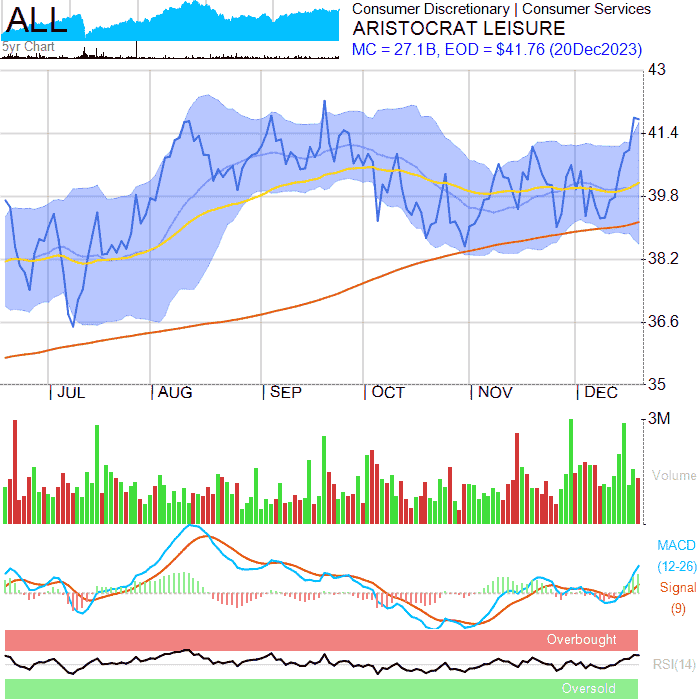 ALL
5yr Chart
Consumer Discretionary | Consumer Services
ARISTOCRAT LEISURE
MC = 27.1B, EOD = $41.76 (20Dec2023)
43
41.4
39.8
38.2
36.6
35
JUL AUG SEP OCT NOV DEC
3M
Volume
MACD
(12-26)
Signal
(9)
Overbought
RSI(14)
Oversold